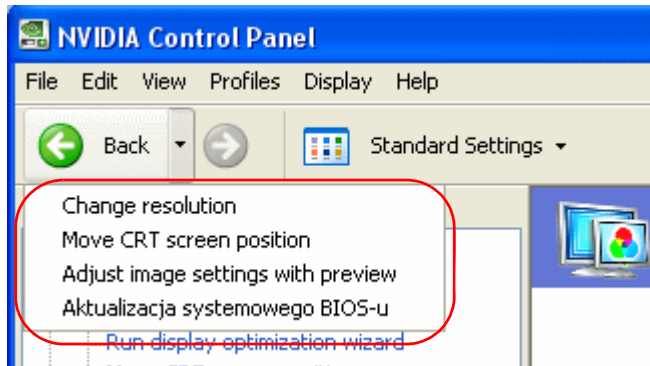 NVIDIA Control Panel
File Edit View Profiles Display Help
Back Standard Settings
Change resolution
Move CRT screen position
Adjust image settings with preview
Aktualizacja systemowego BIOS-u
Run display optimization wizard